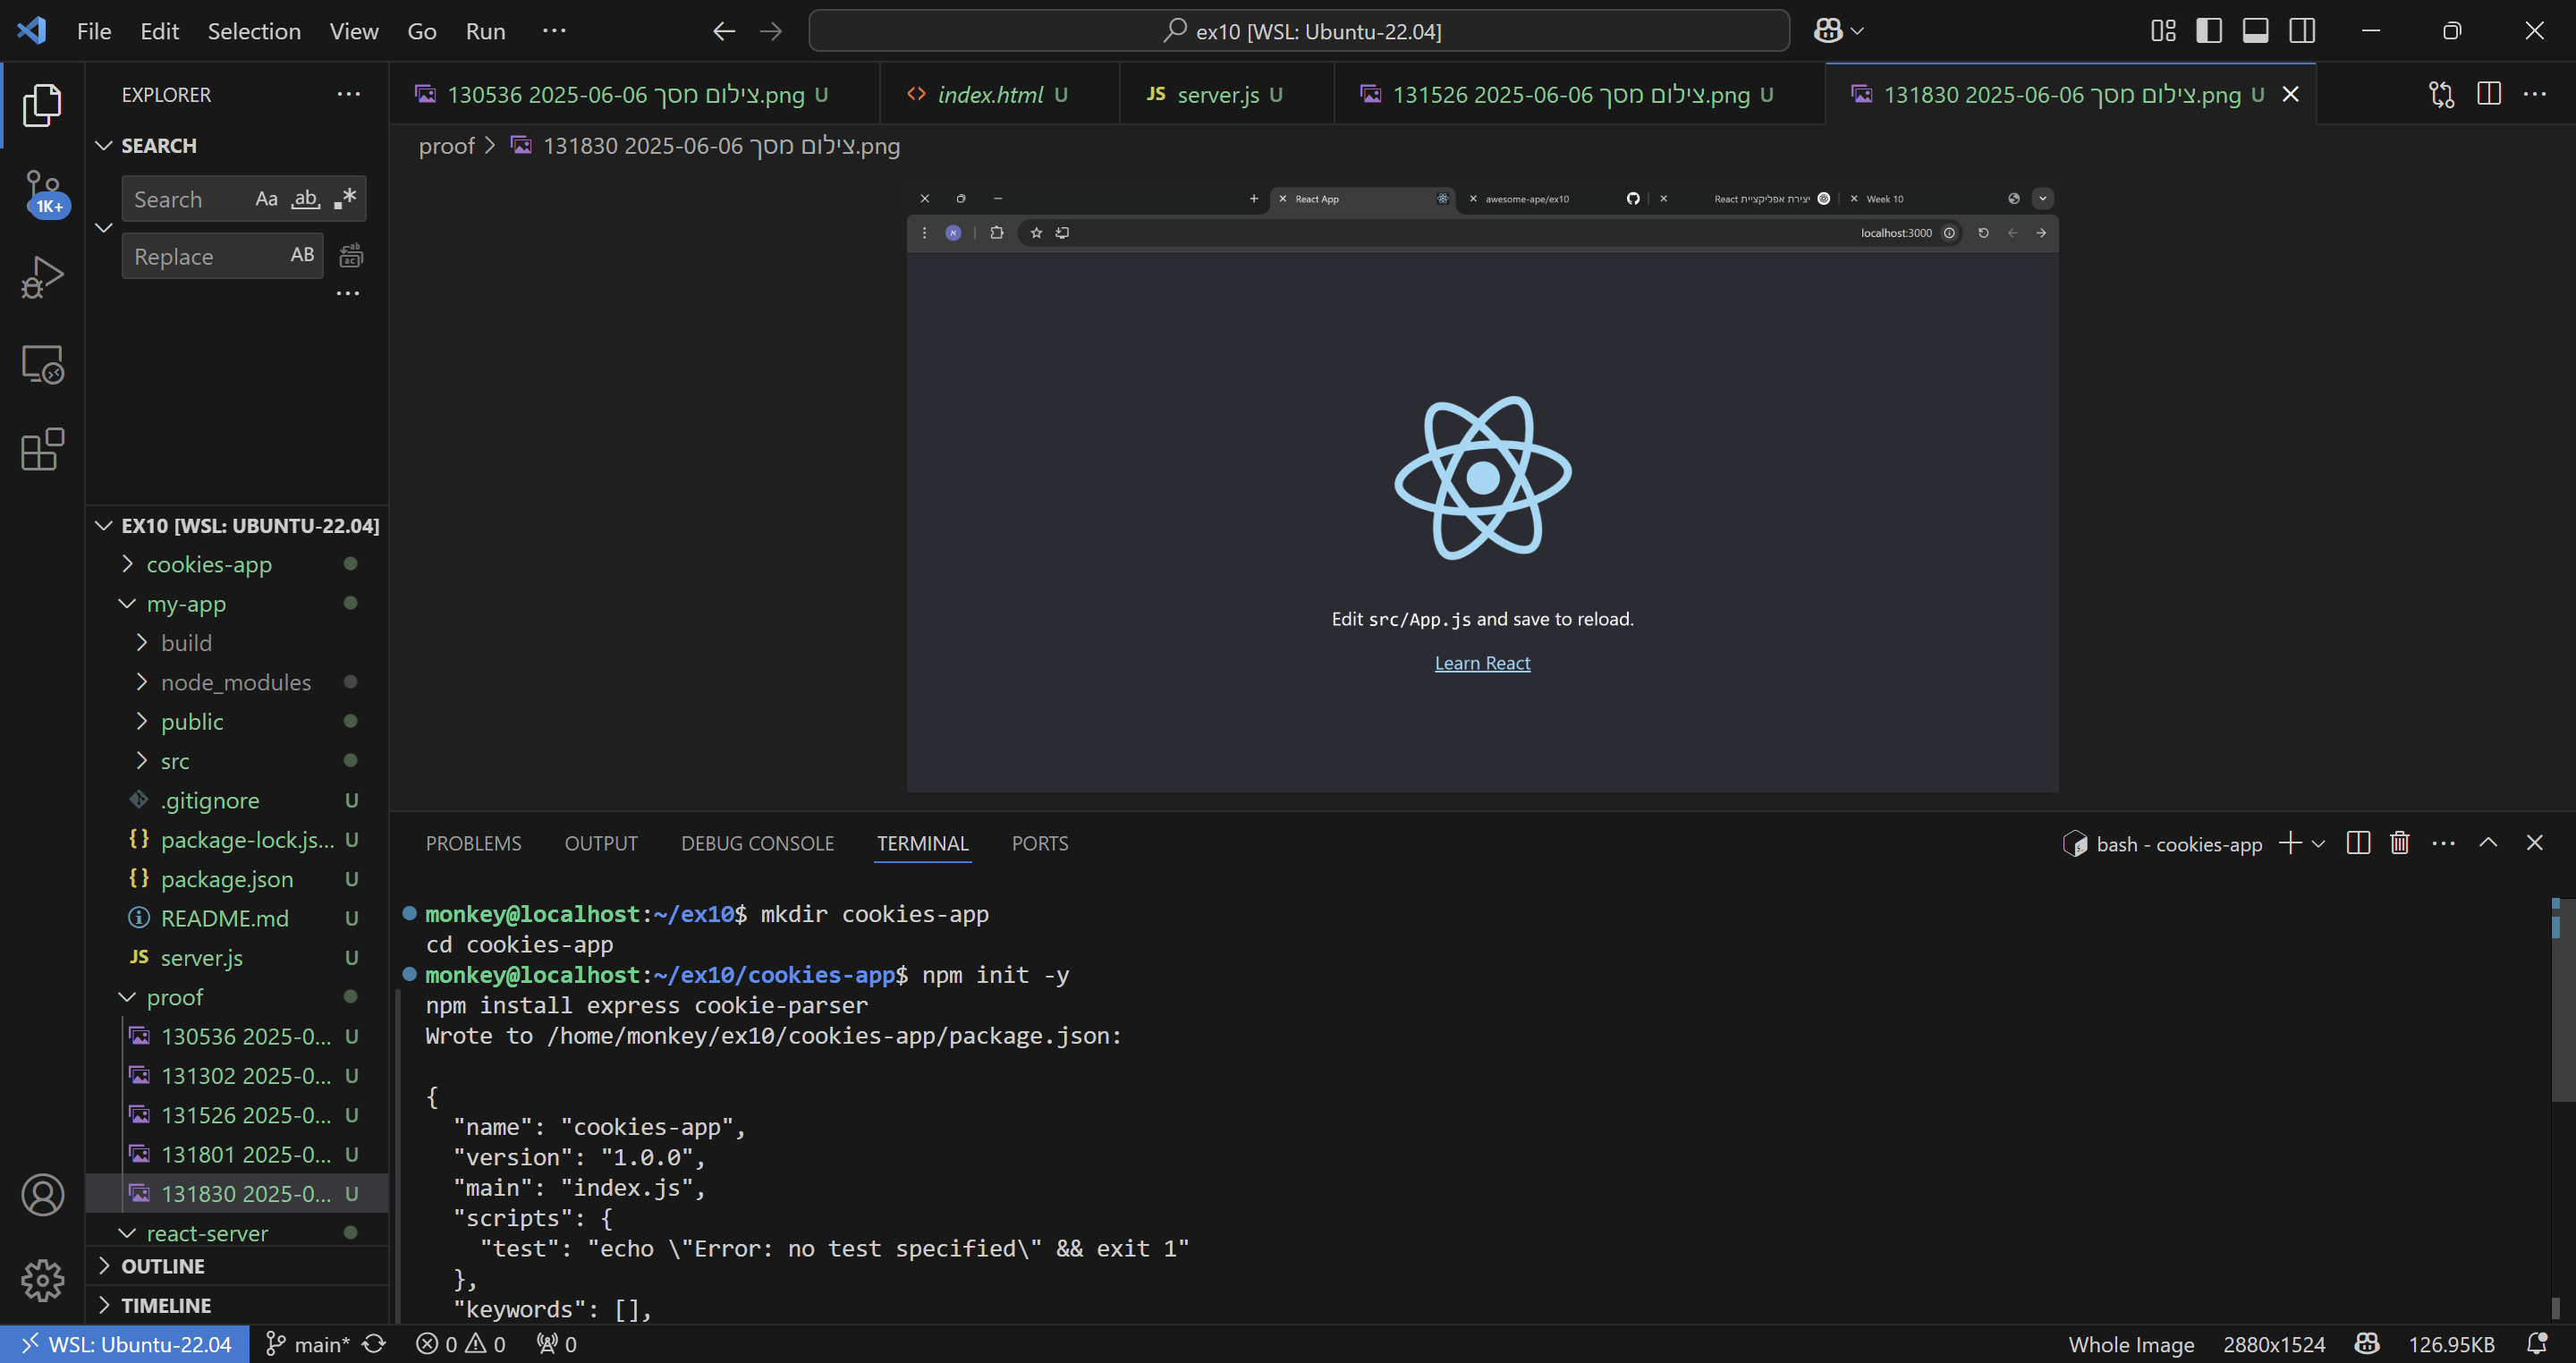 File Edit Selection View Go Run ···
ex10 [WSL: Ubuntu-22.04]
EXPLORER
SEARCH
Search Aa ab .*
Replace AB
1K+
EX10 [WSL: UBUNTU-22.04]
cookies-app
my-app
build
node_modules
public
src
.gitignore U
package-lock.js... U
package.json U
README.md U
JS server.js U
proof
130536 2025-0... U
131302 2025-0... U
131526 2025-0... U
131801 2025-0... U
131830 2025-0... U
react-server
OUTLINE
TIMELINE
צילום מסך 2025-06-06 130536.png U
index.html U
JS server.js U
צילום מסך 2025-06-06 131526.png U
צילום מסך 2025-06-06 131830.png U
proof > צילום מסך 2025-06-06 131830.png
React App
awesome-ape/ex10
יצירת אפליקציית React
Week 10
localhost:3000
Edit src/App.js and save to reload.
Learn React
PROBLEMS OUTPUT DEBUG CONSOLE TERMINAL PORTS
bash - cookies-app
monkey@localhost:~/ex10$ mkdir cookies-app
cd cookies-app
monkey@localhost:~/ex10/cookies-app$ npm init -y
npm install express cookie-parser
Wrote to /home/monkey/ex10/cookies-app/package.json:
{
"name": "cookies-app",
"version": "1.0.0",
"main": "index.js",
"scripts": {
"test": "echo \"Error: no test specified\" && exit 1"
},
"keywords": [],
WSL: Ubuntu-22.04 main* 0 0 0
Whole Image 2880x1524 126.95KB